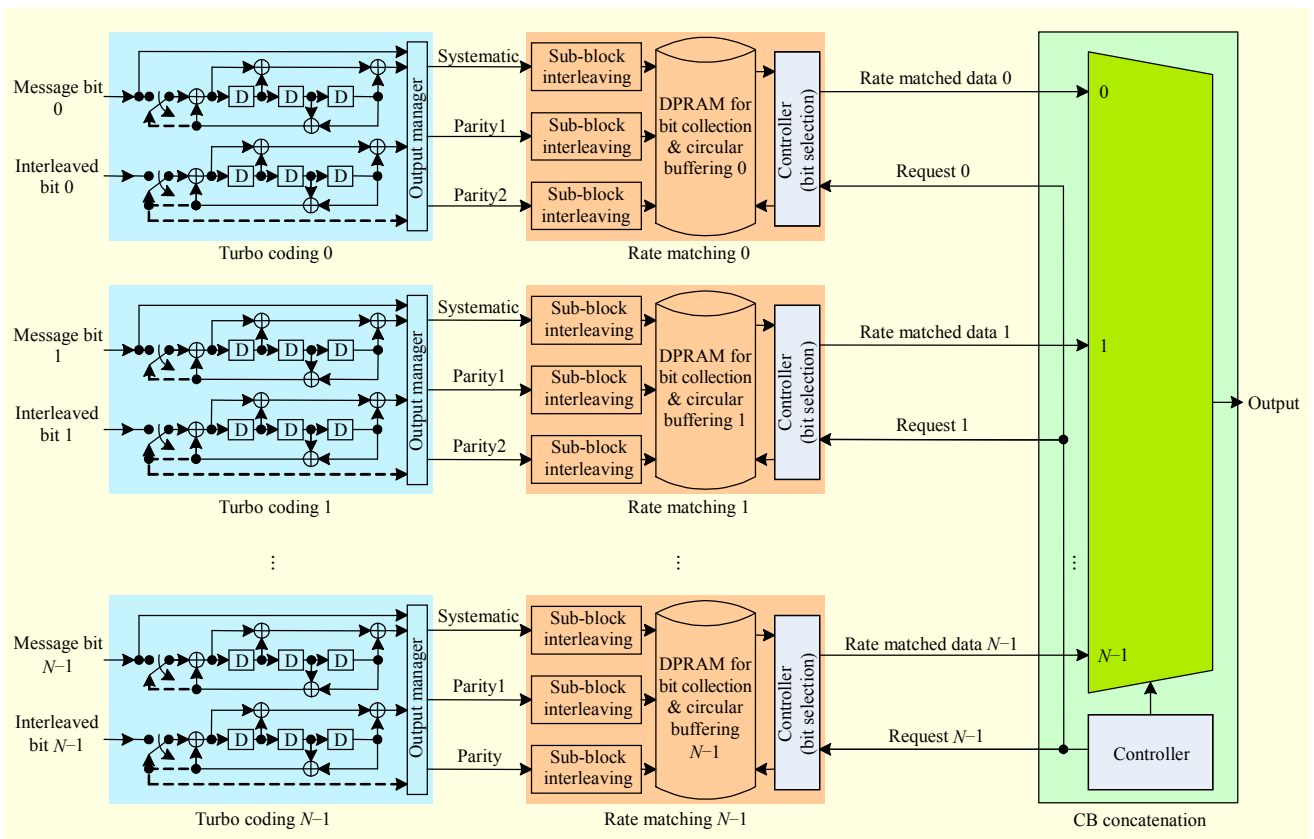 Message bit
0
Interleaved
bit 0
D D D
D D D
Output manager
Turbo coding 0
Systematic
Parity1
Parity2
Sub-block
interleaving
Sub-block
interleaving
Sub-block
interleaving
DPRAM for
bit collection
& circular
buffering 0
Controller
(bit selection)
Rate matching 0
Rate matched data 0
Request 0
0
Message bit
1
Interleaved
bit 1
D D D
D D D
Output manager
Turbo coding 1
Systematic
Parity1
Parity2
Sub-block
interleaving
Sub-block
interleaving
Sub-block
interleaving
DPRAM for
bit collection
& circular
buffering 1
Controller
(bit selection)
Rate matching 1
Rate matched data 1
Request 1
1
Output
⋮
⋮
⋮
Message bit
N–1
Interleaved
bit N–1
D D D
D D D
Output manager
Turbo coding N–1
Systematic
Parity1
Parity
Sub-block
interleaving
Sub-block
interleaving
Sub-block
interleaving
DPRAM for
bit collection
& circular
buffering
N–1
Controller
(bit selection)
Rate matching N–1
Rate matched data N–1
Request N–1
N–1
Controller
CB concatenation